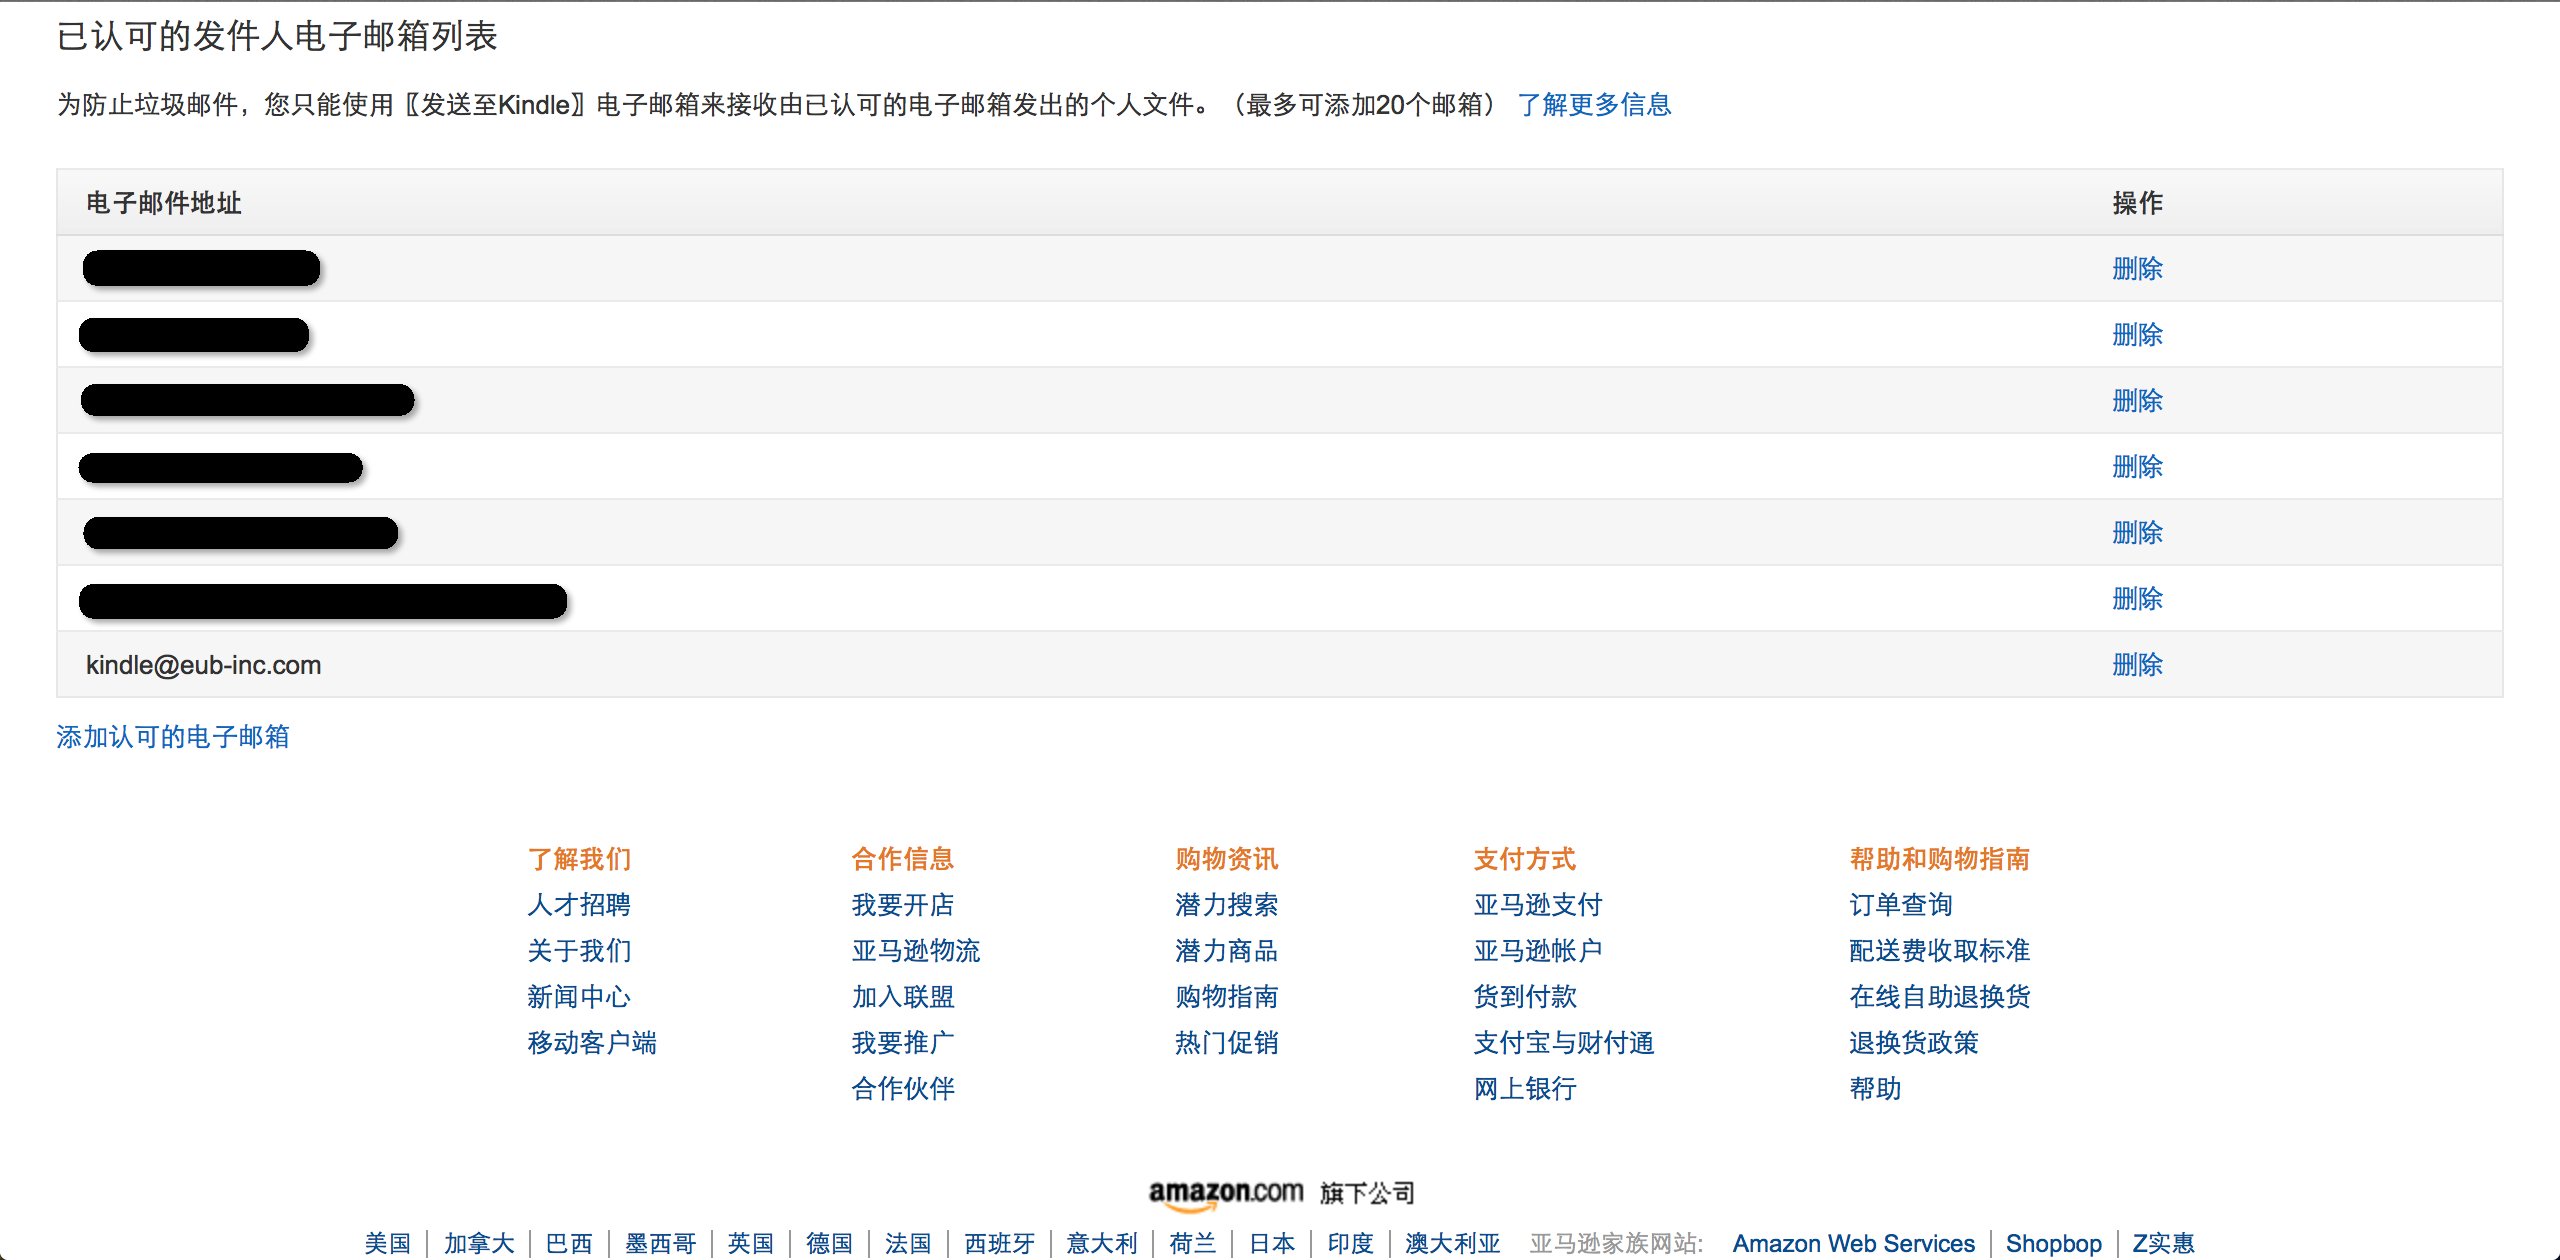 已认可的发件人电子邮箱列表
为防止垃圾邮件，您只能使用〖发送至Kindle〗电子邮箱来接收由已认可的电子邮箱发出的个人文件。（最多可添加20个邮箱） 了解更多信息
电子邮件地址 操作
删除
删除
删除
删除
删除
删除
kindle@eub-inc.com 删除
添加认可的电子邮箱
了解我们 合作信息 购物资讯 支付方式 帮助和购物指南
人才招聘 我要开店 潜力搜索 亚马逊支付 订单查询
关于我们 亚马逊物流 潜力商品 亚马逊帐户 配送费收取标准
新闻中心 加入联盟 购物指南 货到付款 在线自助退换货
移动客户端 我要推广 热门促销 支付宝与财付通 退换货政策
合作伙伴 网上银行 帮助
amazon.com 旗下公司
美国 | 加拿大 | 巴西 | 墨西哥 | 英国 | 德国 | 法国 | 西班牙 | 意大利 | 荷兰 | 日本 | 印度 | 澳大利亚 亚马逊家族网站: Amazon Web Services | Shopbop | Z实惠